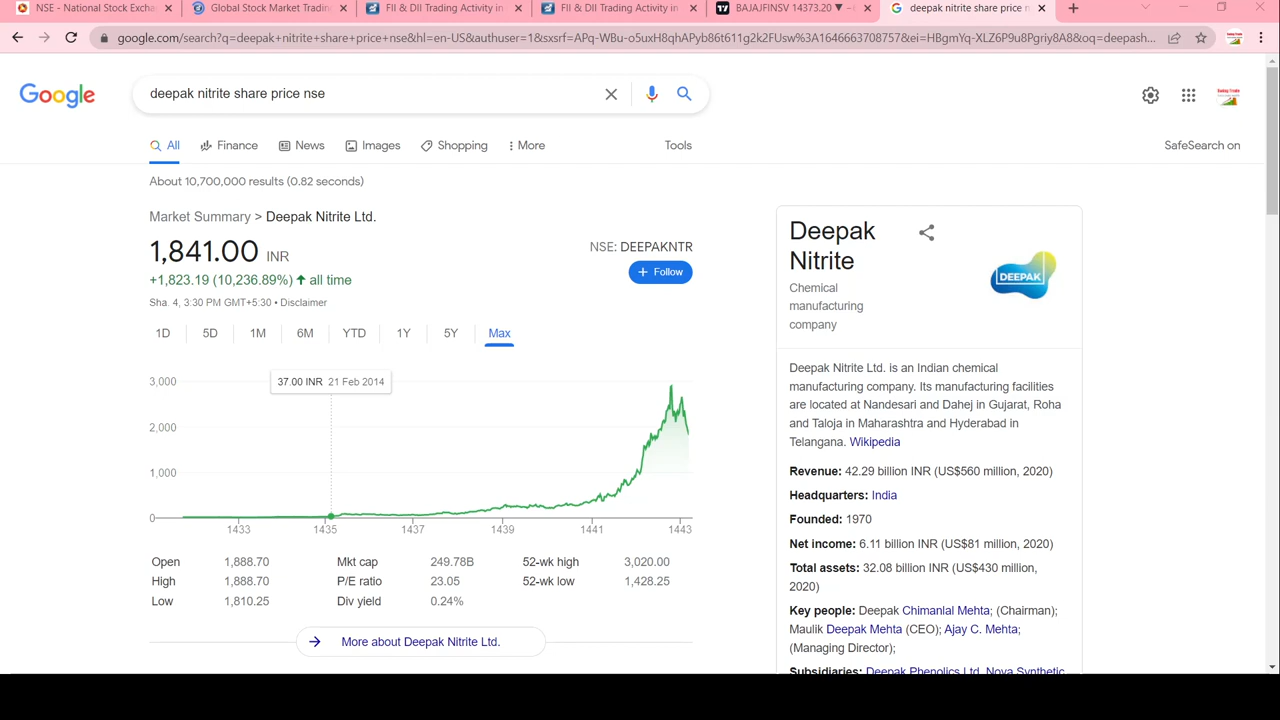 NSE - National Stock Excha
Global Stock Market Tradin
FII & DII Trading Activity in
FII & DII Trading Activity in
BAJAJFINSV 14373.20 ▼ −
deepak nitrite share price n
google.com/search?q=deepak+nitrite+share+price+nse&hl=en-US&authuser=1&sxsrf=APq-WBu-o5uxH8qhAPyb86t611g2k2FUsw%3A1646663708757&ei=HBgmYq-XLZ6P9u8Pgriy8A8&oq=deepash...
Google
deepak nitrite share price nse
All Finance News Images Shopping More Tools SafeSearch on
About 10,700,000 results (0.82 seconds)
Market Summary > Deepak Nitrite Ltd.
1,841.00 INR
NSE: DEEPAKNTR
+1,823.19 (10,236.89%) all time
+ Follow
Sha. 4, 3:30 PM GMT+5:30 • Disclaimer
1D 5D 1M 6M YTD 1Y 5Y Max
37.00 INR 21 Feb 2014
3,000
2,000
1,000
0
1433 1435 1437 1439 1441 1443
Open 1,888.70 Mkt cap 249.78B 52-wk high 3,020.00
High 1,888.70 P/E ratio 23.05 52-wk low 1,428.25
Low 1,810.25 Div yield 0.24%
More about Deepak Nitrite Ltd.
Deepak
Nitrite
Chemical
manufacturing
company
DEEPAK
Deepak Nitrite Ltd. is an Indian chemical
manufacturing company. Its manufacturing facilities
are located at Nandesari and Dahej in Gujarat, Roha
and Taloja in Maharashtra and Hyderabad in
Telangana. Wikipedia
Revenue: 42.29 billion INR (US$560 million, 2020)
Headquarters: India
Founded: 1970
Net income: 6.11 billion INR (US$81 million, 2020)
Total assets: 32.08 billion INR (US$430 million,
2020)
Key people: Deepak Chimanlal Mehta; (Chairman);
Maulik Deepak Mehta (CEO); Ajay C. Mehta;
(Managing Director);
Subsidiaries: Deepak Phenolics Ltd, Nova Synthetic